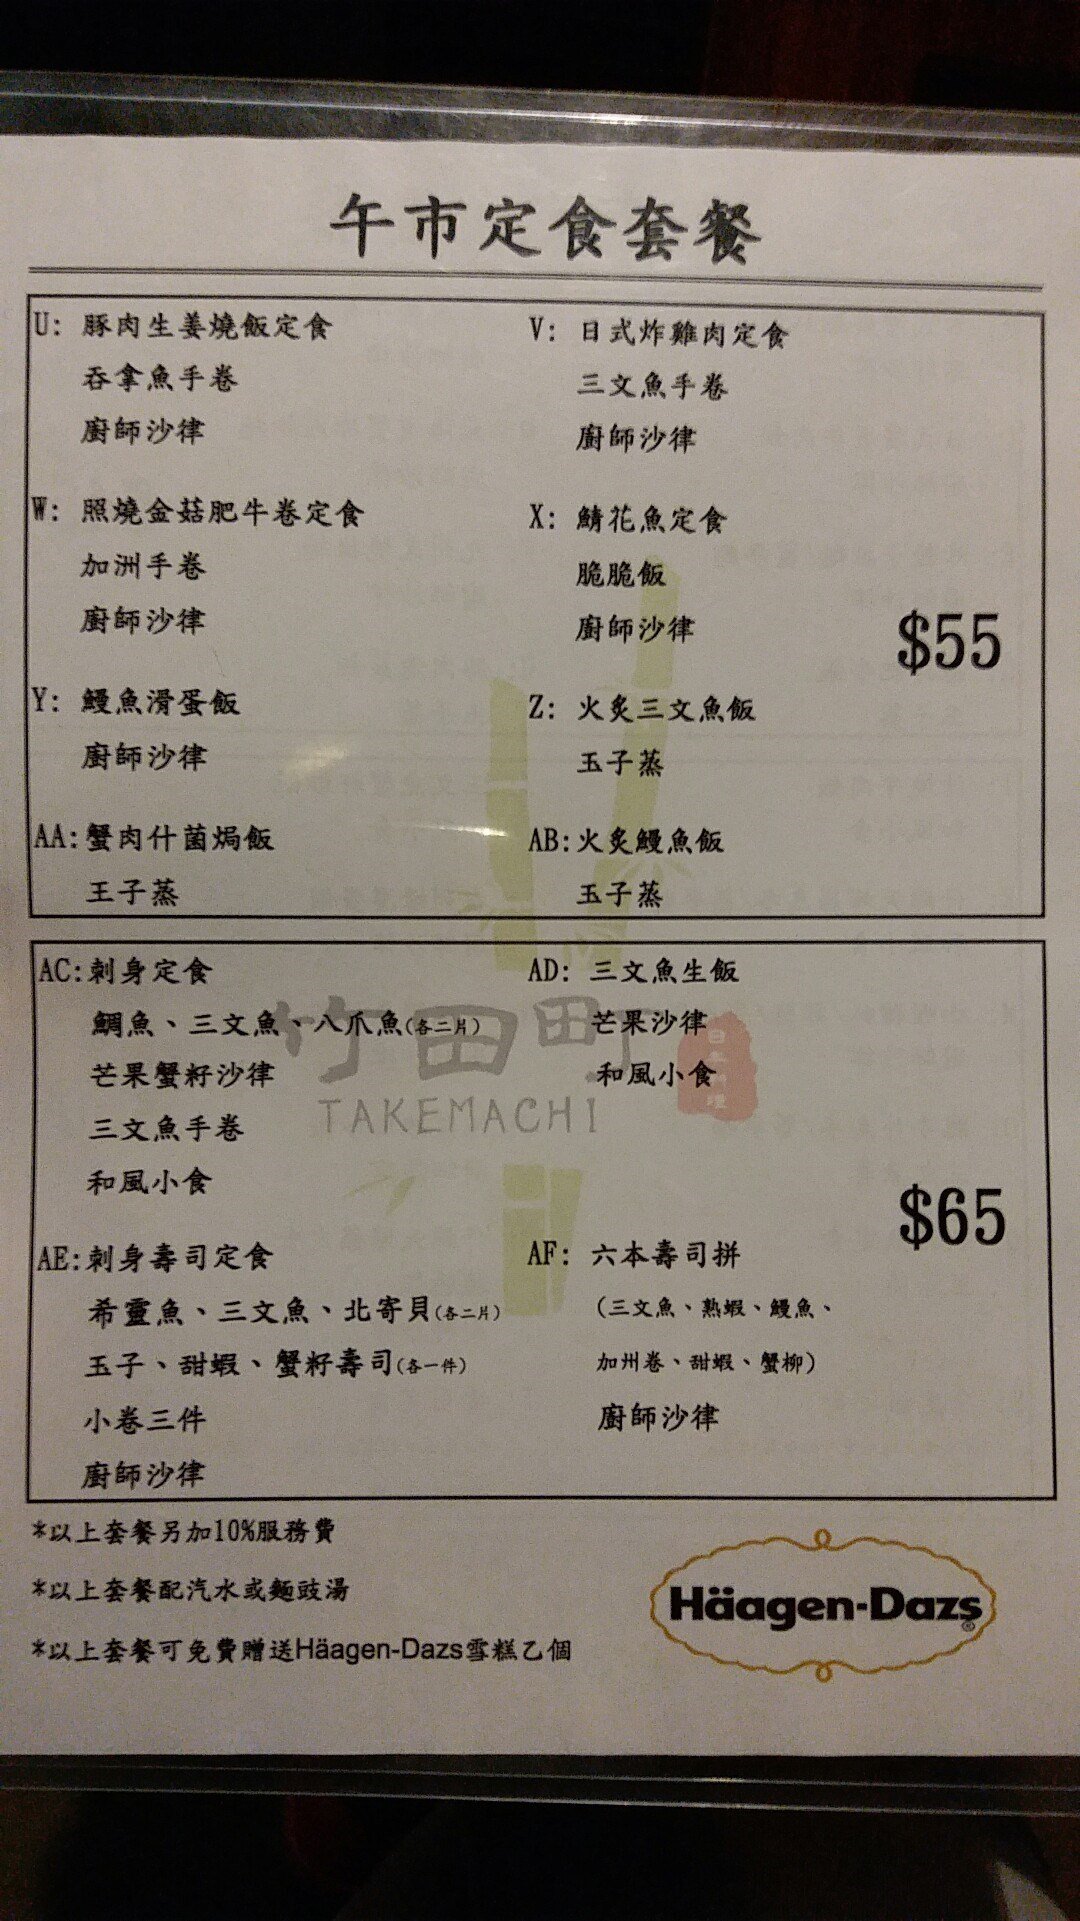 午市定食套餐
U: 豚肉生姜燒飯定食
吞拿魚手卷
廚師沙律
V: 日式炸雞肉定食
三文魚手卷
廚師沙律
W: 照燒金菇肥牛卷定食
加洲手卷
廚師沙律
X: 鯖花魚定食
脆脆飯
廚師沙律
$55
Y: 鰻魚滑蛋飯
廚師沙律
Z: 火炙三文魚飯
玉子蒸
AA:蟹肉什菌焗飯
王子蒸
AB:火炙鰻魚飯
玉子蒸
AC:刺身定食
鯛魚、三文魚、八爪魚(各二片)
芒果蟹籽沙律
三文魚手卷
和風小食
AD: 三文魚生飯
芒果沙律
和風小食
竹田町
TAKEMACHI
日本料理
$65
AE:刺身壽司定食
希靈魚、三文魚、北寄貝(各二片)
玉子、甜蝦、蟹籽壽司(各一件)
小卷三件
廚師沙律
AF: 六本壽司拼
(三文魚、熟蝦、鰻魚、
加州卷、甜蝦、蟹柳)
廚師沙律
*以上套餐另加10%服務費
*以上套餐配汽水或麵豉湯
*以上套餐可免費贈送Häagen-Dazs雪糕乙個
Häagen-Dazs®